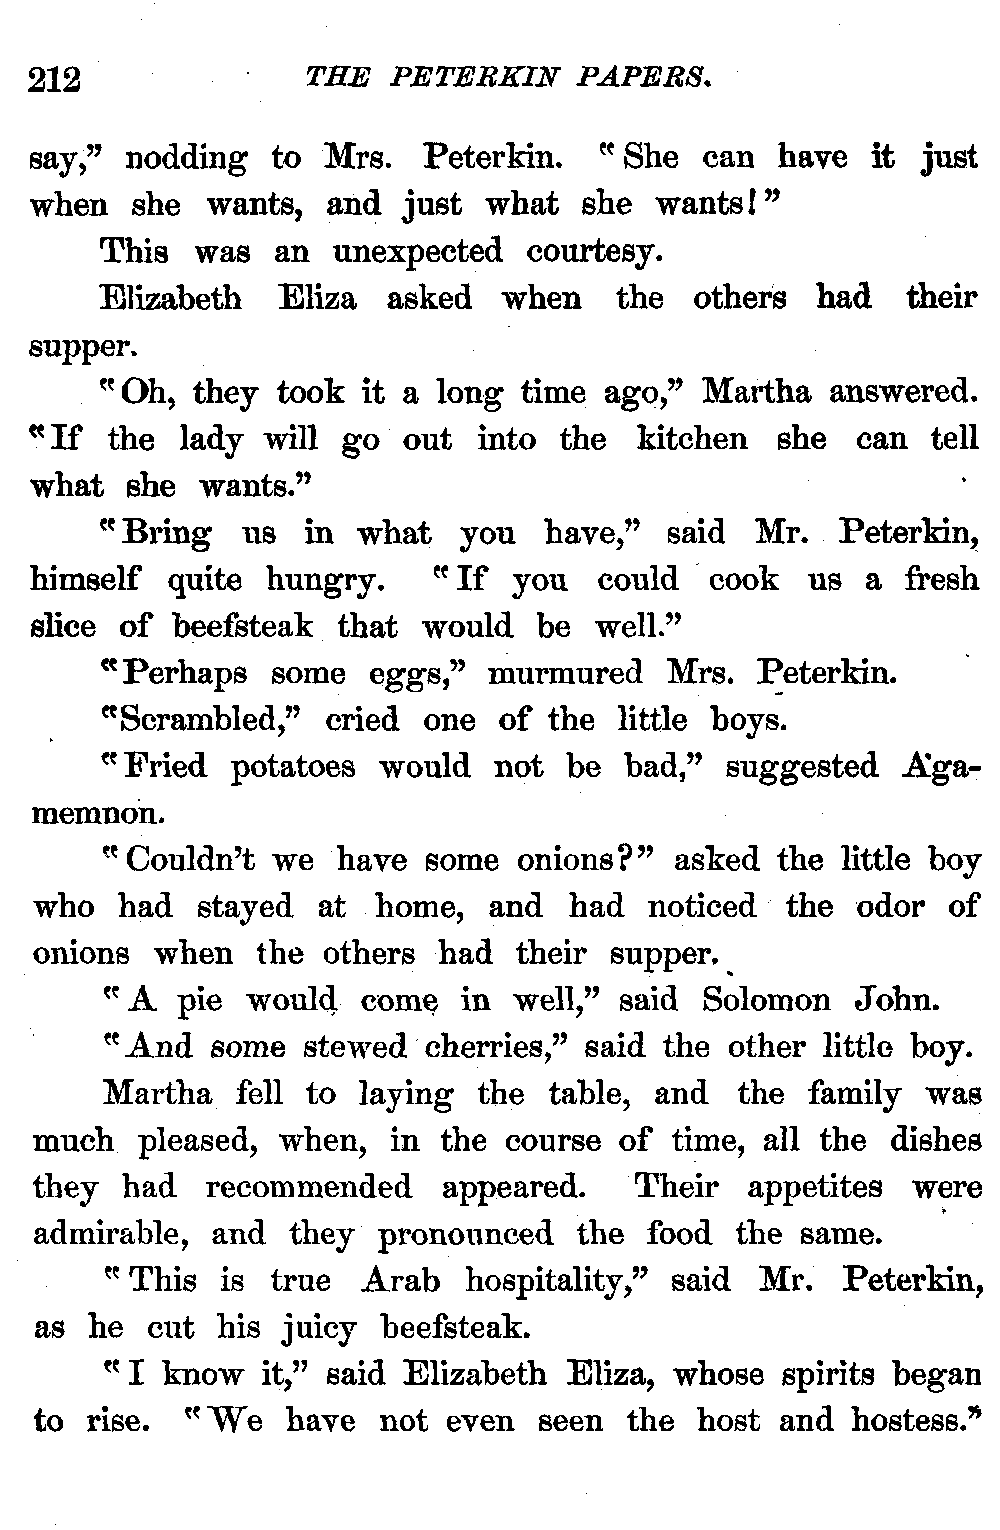 212 THE PETERKIN PAPERS.
say,” nodding to Mrs. Peterkin. “She can have it just
when she wants, and just what she wants!”
This was an unexpected courtesy.
Elizabeth Eliza asked when the others had their
supper.
“Oh, they took it a long time ago,” Martha answered.
“If the lady will go out into the kitchen she can tell
what she wants.”
“Bring us in what you have,” said Mr. Peterkin,
himself quite hungry. “If you could cook us a fresh
slice of beefsteak that would be well.”
“Perhaps some eggs,” murmured Mrs. Peterkin.
“Scrambled,” cried one of the little boys.
“Fried potatoes would not be bad,” suggested Aga-
memnon.
“Couldn’t we have some onions?” asked the little boy
who had stayed at home, and had noticed the odor of
onions when the others had their supper.
“A pie would come in well,” said Solomon John.
“And some stewed cherries,” said the other little boy.
Martha fell to laying the table, and the family was
much pleased, when, in the course of time, all the dishes
they had recommended appeared. Their appetites were
admirable, and they pronounced the food the same.
“This is true Arab hospitality,” said Mr. Peterkin,
as he cut his juicy beefsteak.
“I know it,” said Elizabeth Eliza, whose spirits began
to rise. “We have not even seen the host and hostess.”